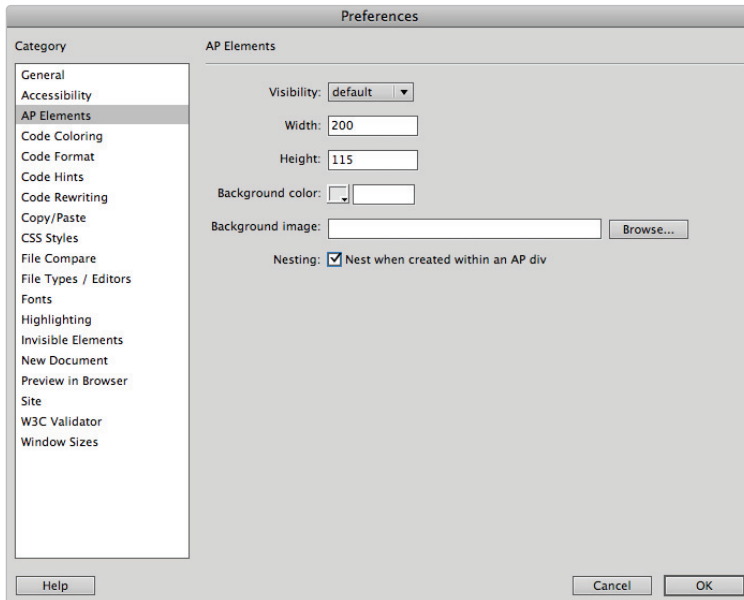 Preferences
Category
General
Accessibility
AP Elements
Code Coloring
Code Format
Code Hints
Code Rewriting
Copy/Paste
CSS Styles
File Compare
File Types / Editors
Fonts
Highlighting
Invisible Elements
New Document
Preview in Browser
Site
W3C Validator
Window Sizes
AP Elements
Visibility: default
Width: 200
Height: 115
Background color:
Background image: Browse...
Nesting: Nest when created within an AP div
Help Cancel OK